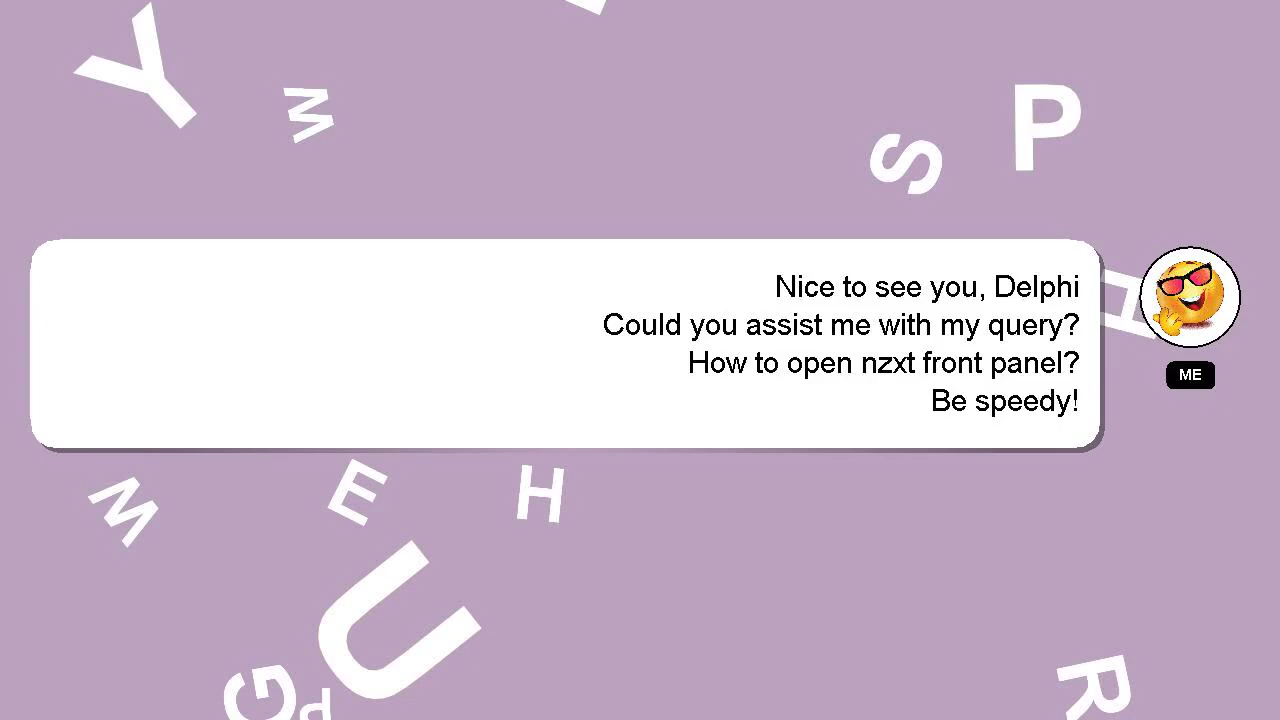 Y
W
S
P
Nice to see you, Delphi
Could you assist me with my query?
How to open nzxt front panel?
Be speedy!
H
ME
M
E
H
U
G
R